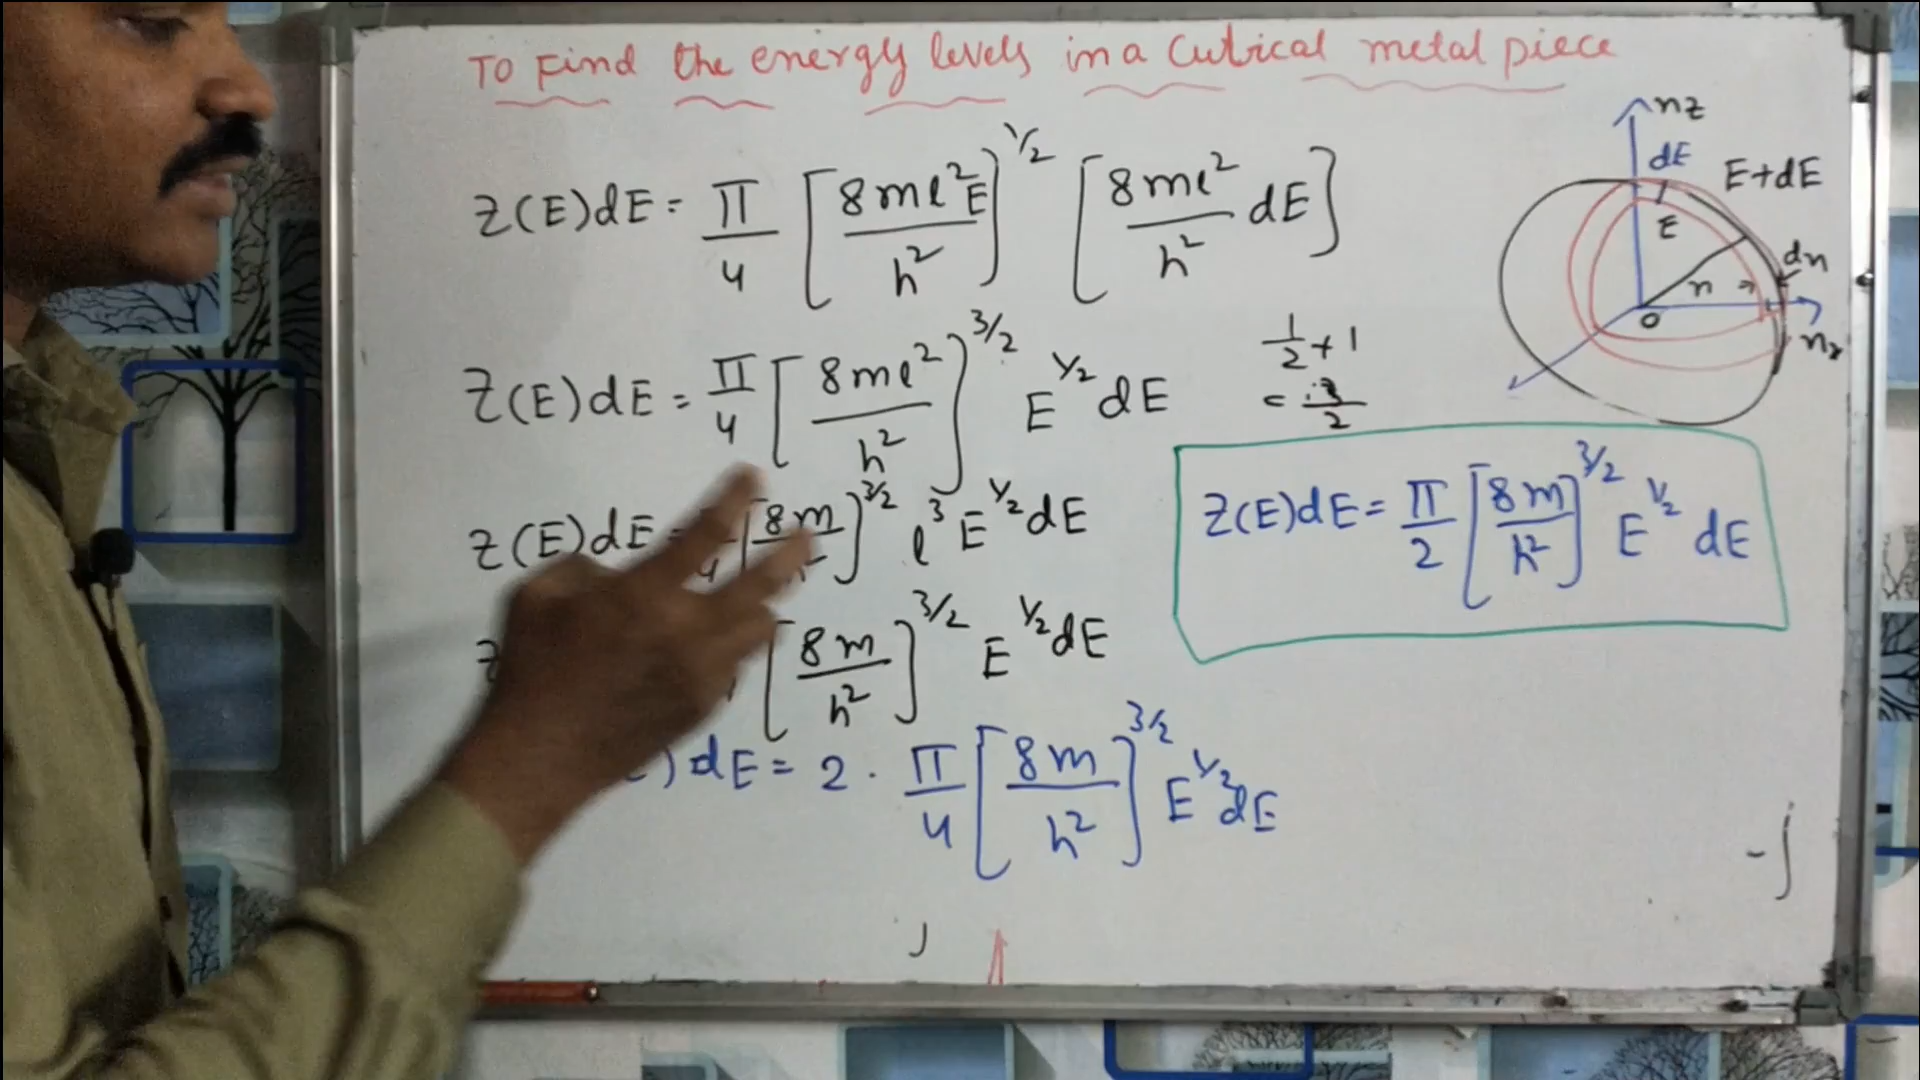 To Find the energy levels in a Cubical metal piece
Z(E)dE = π/4 [8ml²E/h²]^1/2 [8ml²/h² dE]
Z(E)dE = π/4 [8ml²/h²]^3/2 E^1/2 dE
1/2 + 1
= 3/2
Z(E)dE = /4 [8m/]^3/2 l³ E^1/2 dE
[8m/h²]^3/2 E^1/2 dE
) dE = 2 . π/4 [8m/h²]^3/2 E^1/2 dE
nz
dE
E+dE
E
dn
n
O
Z(E)dE = π/2 [8m/h²]^3/2 E^1/2 dE